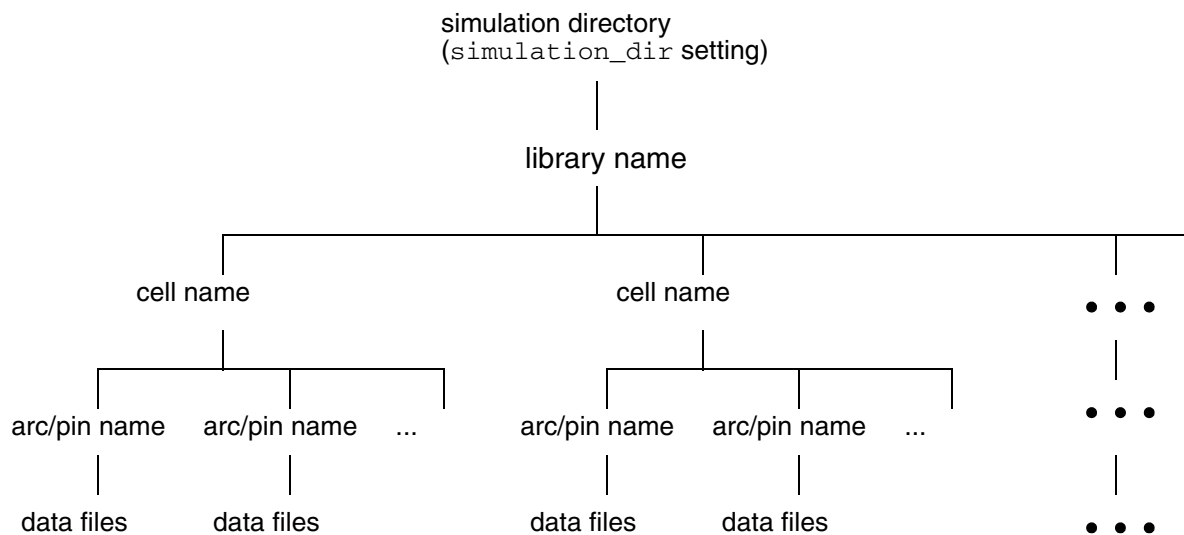 simulation directory
(simulation_dir setting)
library name
cell name
cell name
• • •
arc/pin name
arc/pin name
...
arc/pin name
arc/pin name
...
• • •
data files
data files
data files
data files
• • •